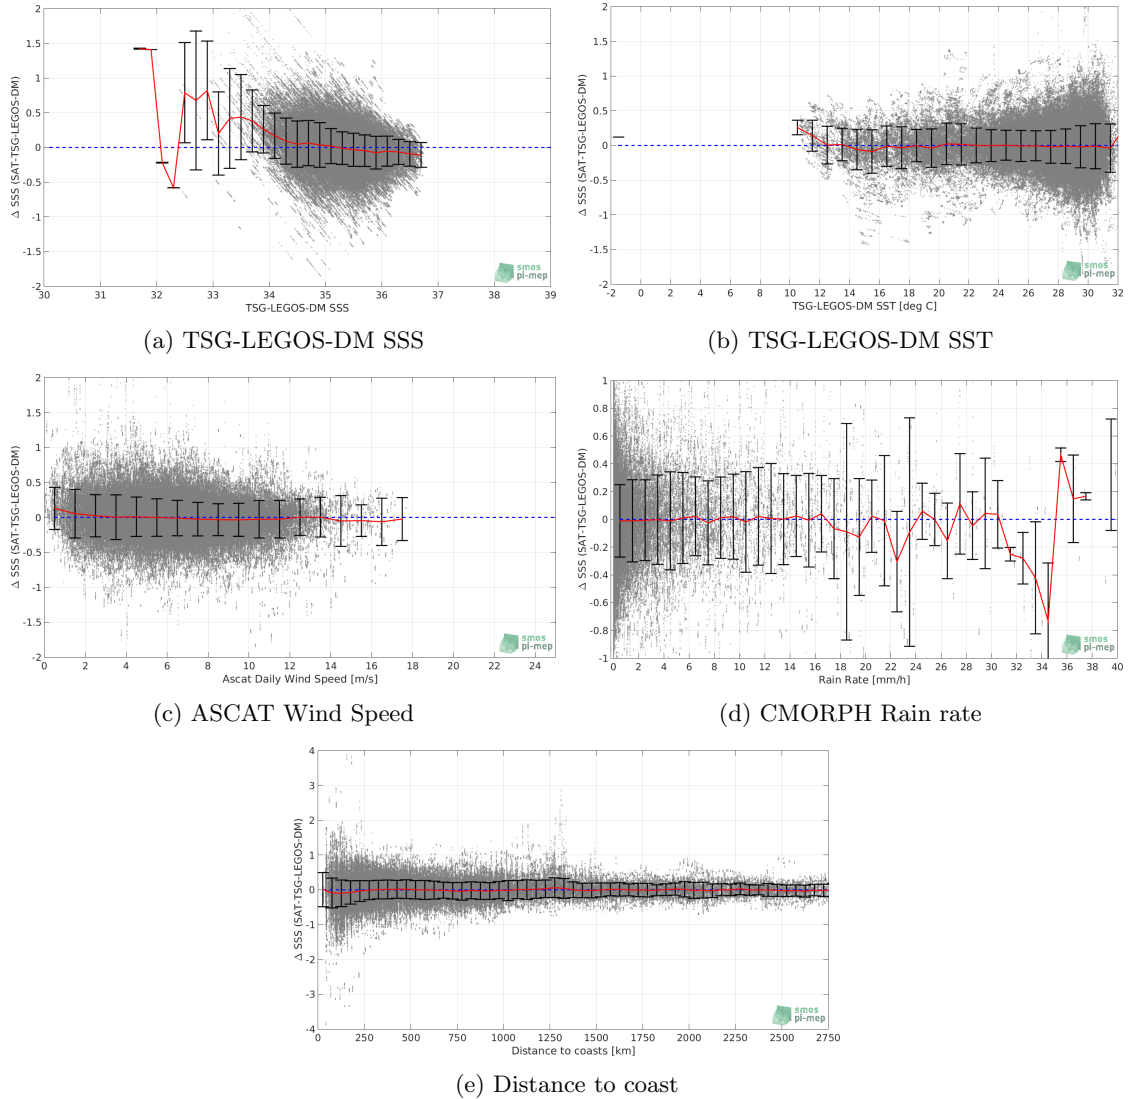 2
1.5
1
0.5
0
-0.5
-1
-1.5
-2
Δ SSS (SAT-TSG-LEGOS-DM)
30 31 32 33 34 35 36 37 38 39
TSG-LEGOS-DM SSS
smos
pi-mep
(a) TSG-LEGOS-DM SSS
2
1.5
1
0.5
0
-0.5
-1
-1.5
-2
Δ SSS (SAT-TSG-LEGOS-DM)
-2 0 2 4 6 8 10 12 14 16 18 20 22 24 26 28 30 32
TSG-LEGOS-DM SST [deg C]
smos
pi-mep
(b) TSG-LEGOS-DM SST
2
1.5
1
0.5
0
-0.5
-1
-1.5
-2
Δ SSS (SAT-TSG-LEGOS-DM)
0 2 4 6 8 10 12 14 16 18 20 22 24
Ascat Daily Wind Speed [m/s]
smos
pi-mep
(c) ASCAT Wind Speed
1
0.8
0.6
0.4
0.2
0
-0.2
-0.4
-0.6
-0.8
-1
Δ SSS (SAT-TSG-LEGOS-DM)
0 2 4 6 8 10 12 14 16 18 20 22 24 26 28 30 32 34 36 38 40
Rain Rate [mm/h]
smos
pi-mep
(d) CMORPH Rain rate
4
3
2
1
0
-1
-2
-3
-4
Δ SSS (SAT-TSG-LEGOS-DM)
0 250 500 750 1000 1250 1500 1750 2000 2250 2500 2750
Distance to coasts [km]
smos
pi-mep
(e) Distance to coast